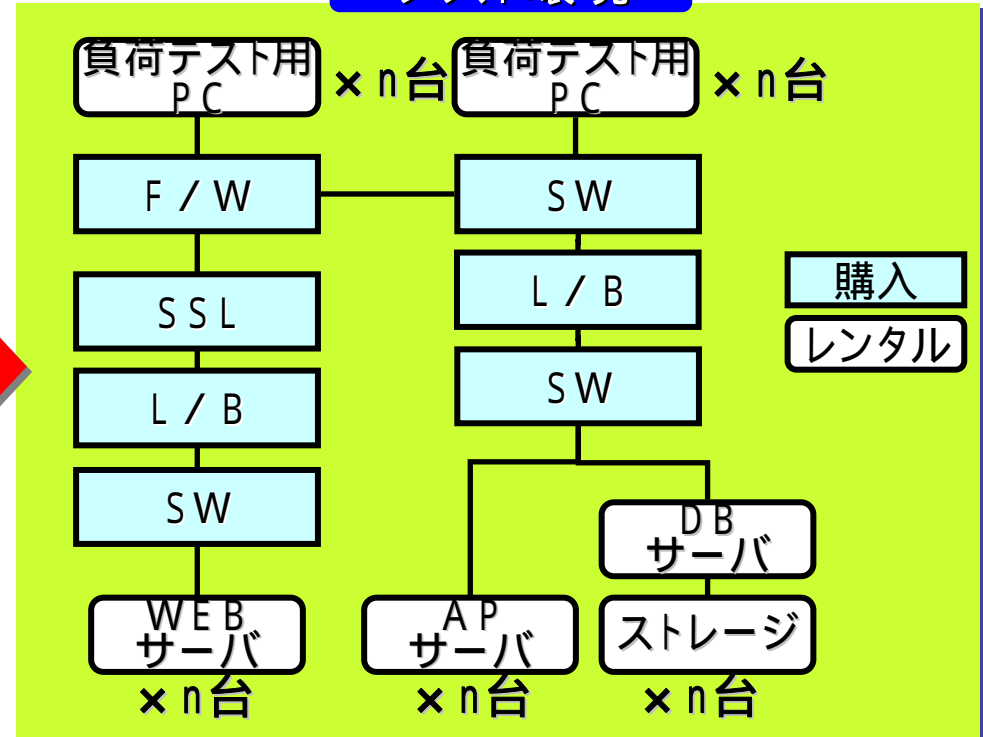 負荷テスト用
ＰＣ
×ｎ台
負荷テスト用
ＰＣ
×ｎ台
Ｆ／Ｗ
ＳＷ
ＳＳＬ
Ｌ／Ｂ
購入
レンタル
Ｌ／Ｂ
ＳＷ
ＳＷ
ＤＢ
サーバ
ＷＥＢ
サーバ
×ｎ台
ＡＰ
サーバ
×ｎ台
ストレージ
×ｎ台